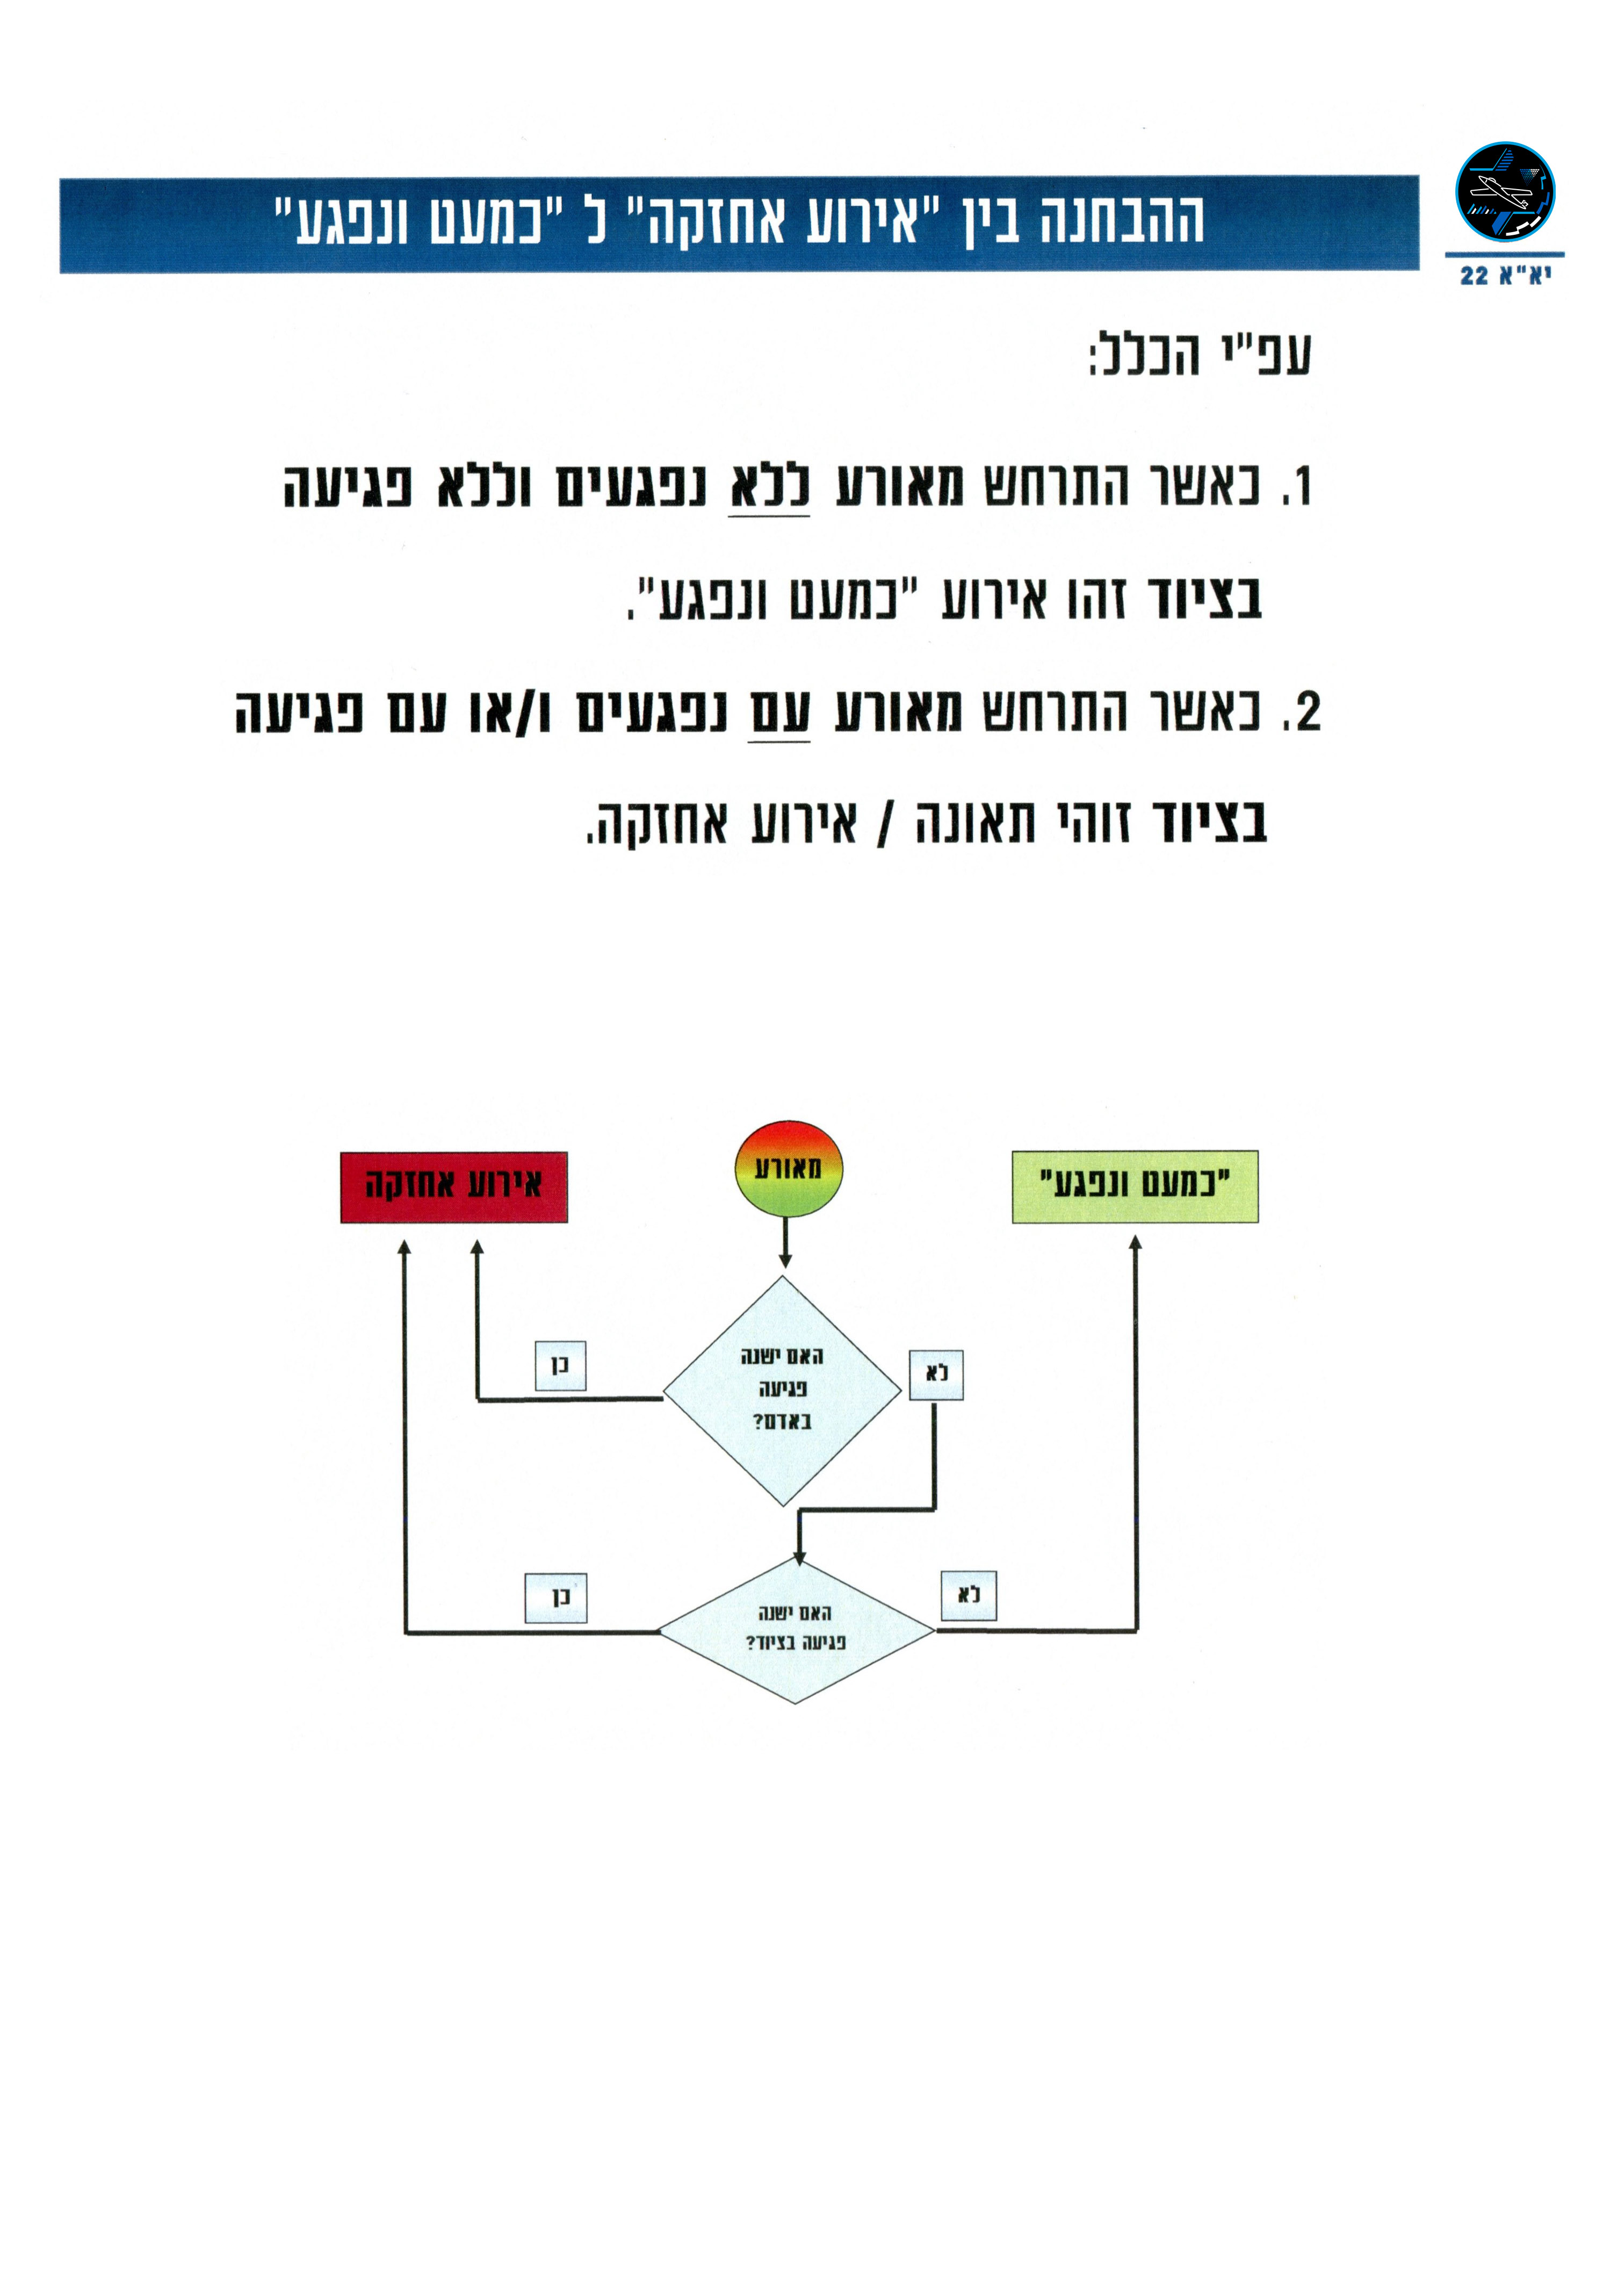 ההבחנה בין "אירוע אחזקה" ל "כמעט ונפגע"
יא"א 22
עפ"י הכלל:
1. כאשר התרחש מאורע ללא נפגעים וללא פגיעה
בציוד זהו אירוע "כמעט ונפגע".
2. כאשר התרחש מאורע עם נפגעים ו/או עם פגיעה
בציוד זוהי תאונה / אירוע אחזקה.
"כמעט ונפגע"
מאורע
אירוע אחזקה
האם ישנה
פגיעה
באדם?
לא
כן
האם ישנה
פגיעה בציוד?
לא
כן